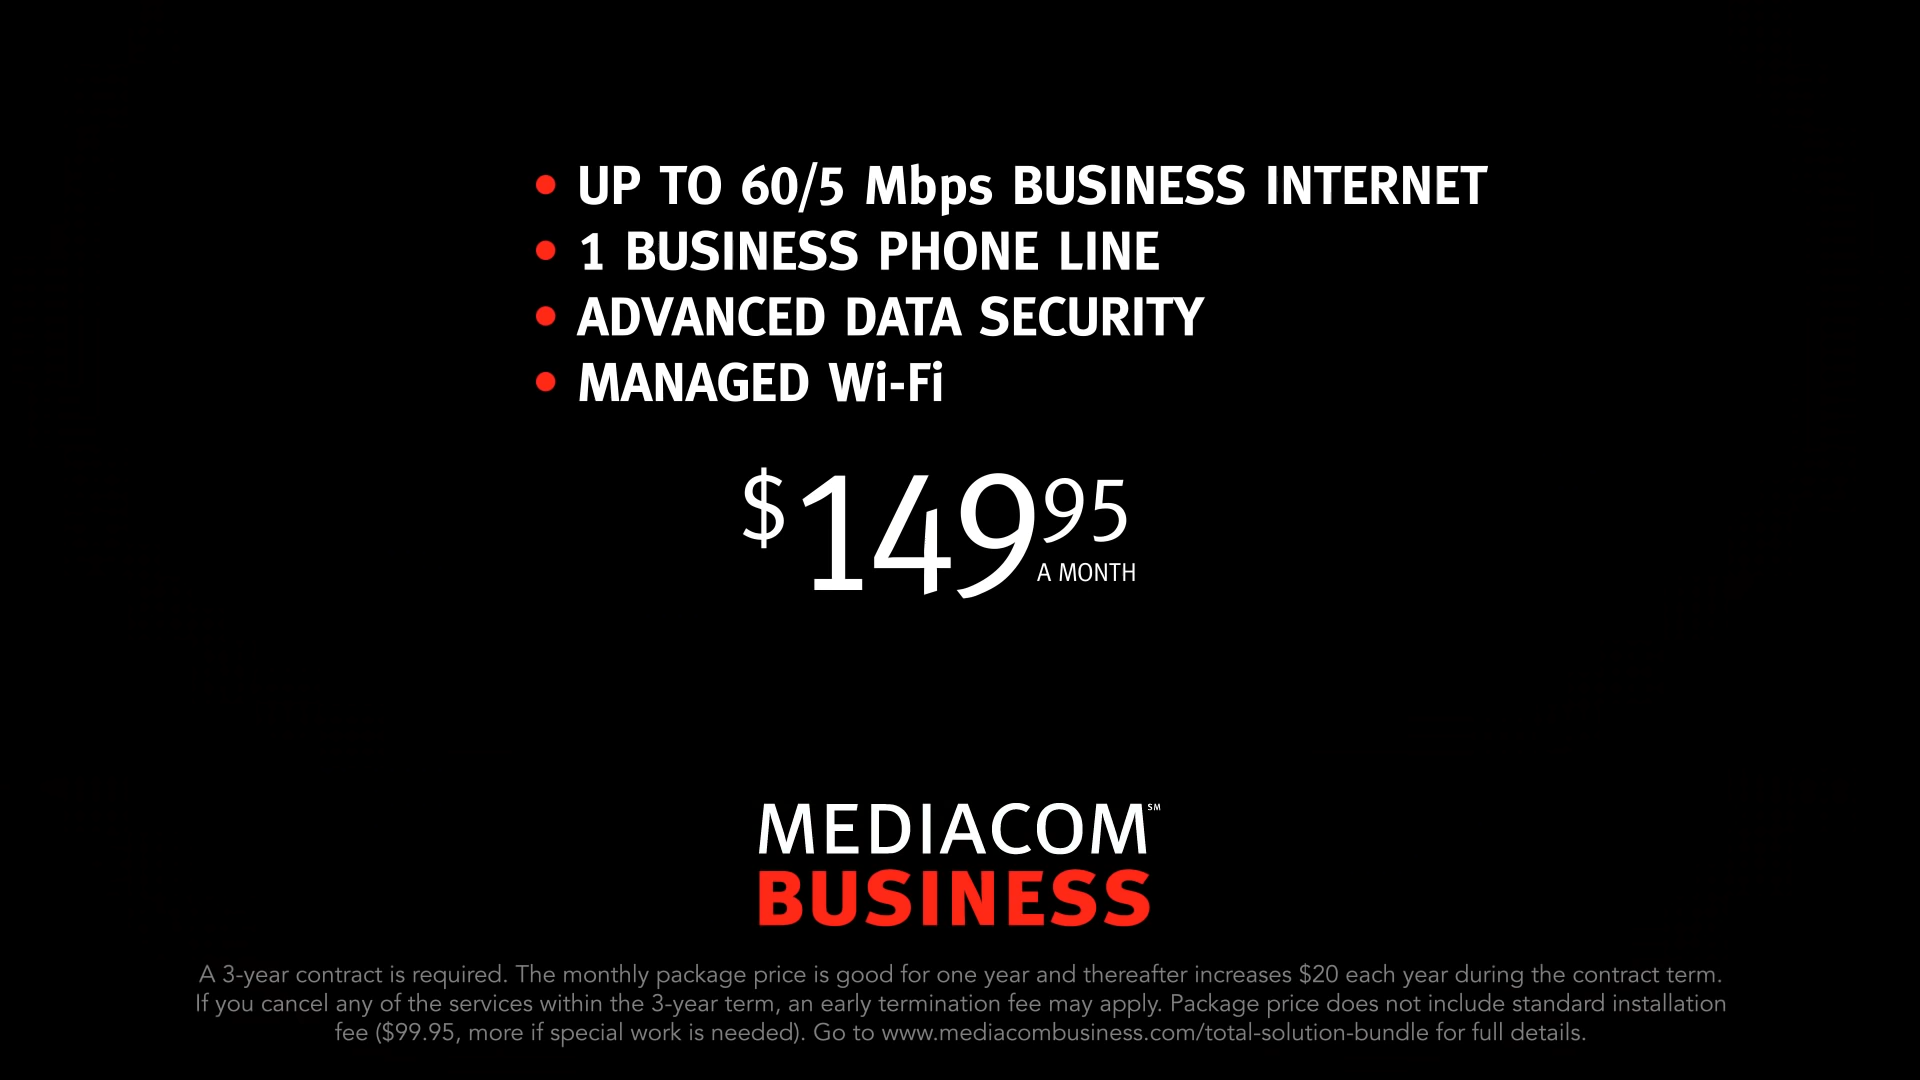 • UP TO 60/5 Mbps BUSINESS INTERNET
• 1 BUSINESS PHONE LINE
• ADVANCED DATA SECURITY
• MANAGED Wi-Fi
$149 95
A MONTH
MEDIACOM℠
BUSINESS
A 3-year contract is required. The monthly package price is good for one year and thereafter increases $20 each year during the contract term.
If you cancel any of the services within the 3-year term, an early termination fee may apply. Package price does not include standard installation
fee ($99.95, more if special work is needed). Go to www.mediacombusiness.com/total-solution-bundle for full details.